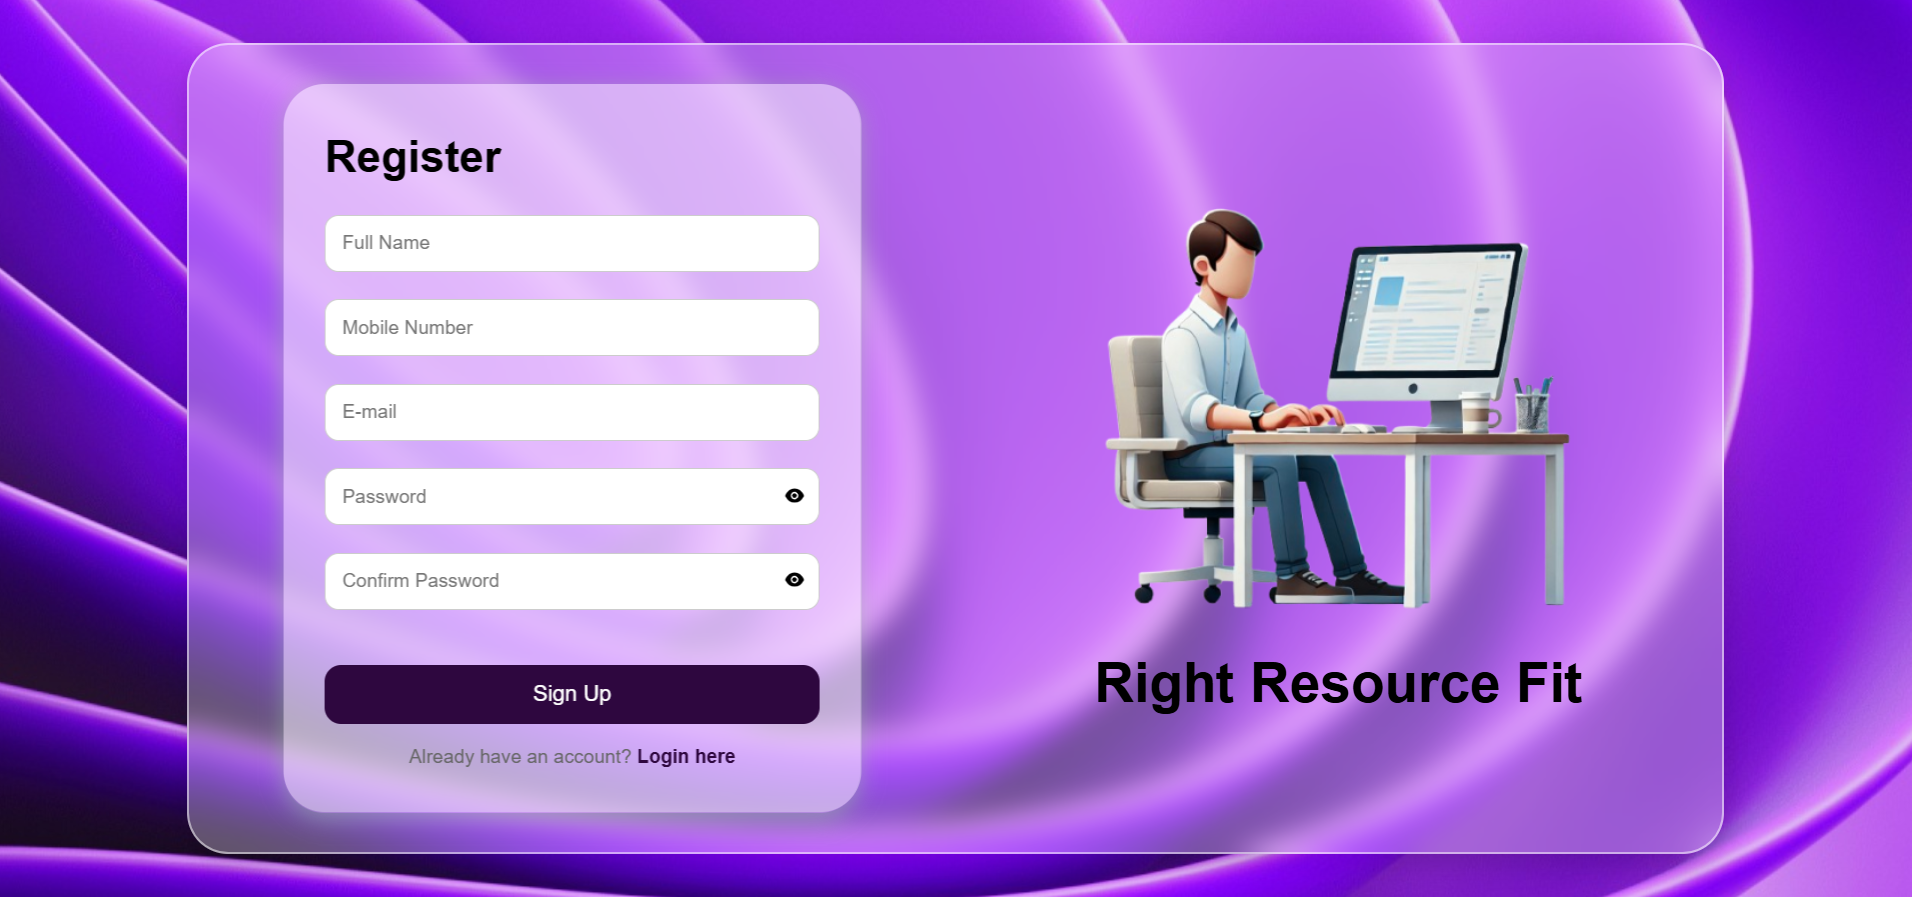 Register
Full Name
Mobile Number
E-mail
Password
Confirm Password
Sign Up
Already have an account? Login here
Right Resource Fit